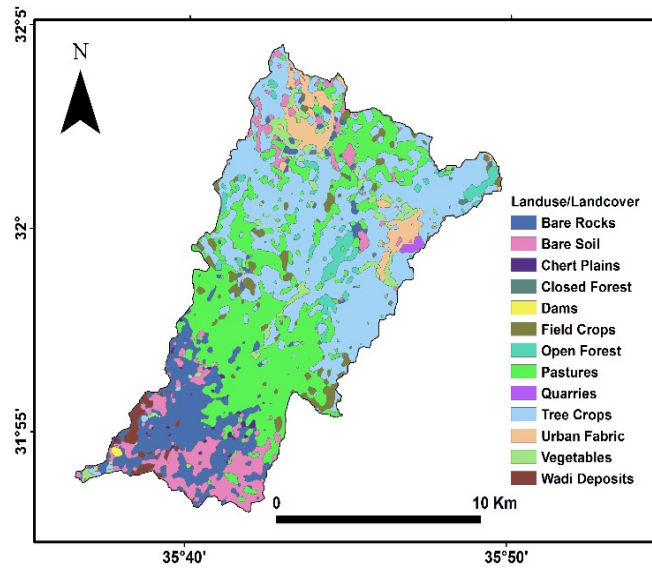 32°5'
N
32°
31°55'
Landuse/Landcover
Bare Rocks
Bare Soil
Chert Plains
Closed Forest
Dams
Field Crops
Open Forest
Pastures
Quarries
Tree Crops
Urban Fabric
Vegetables
Wadi Deposits
0 10 Km
35°40' 35°50'